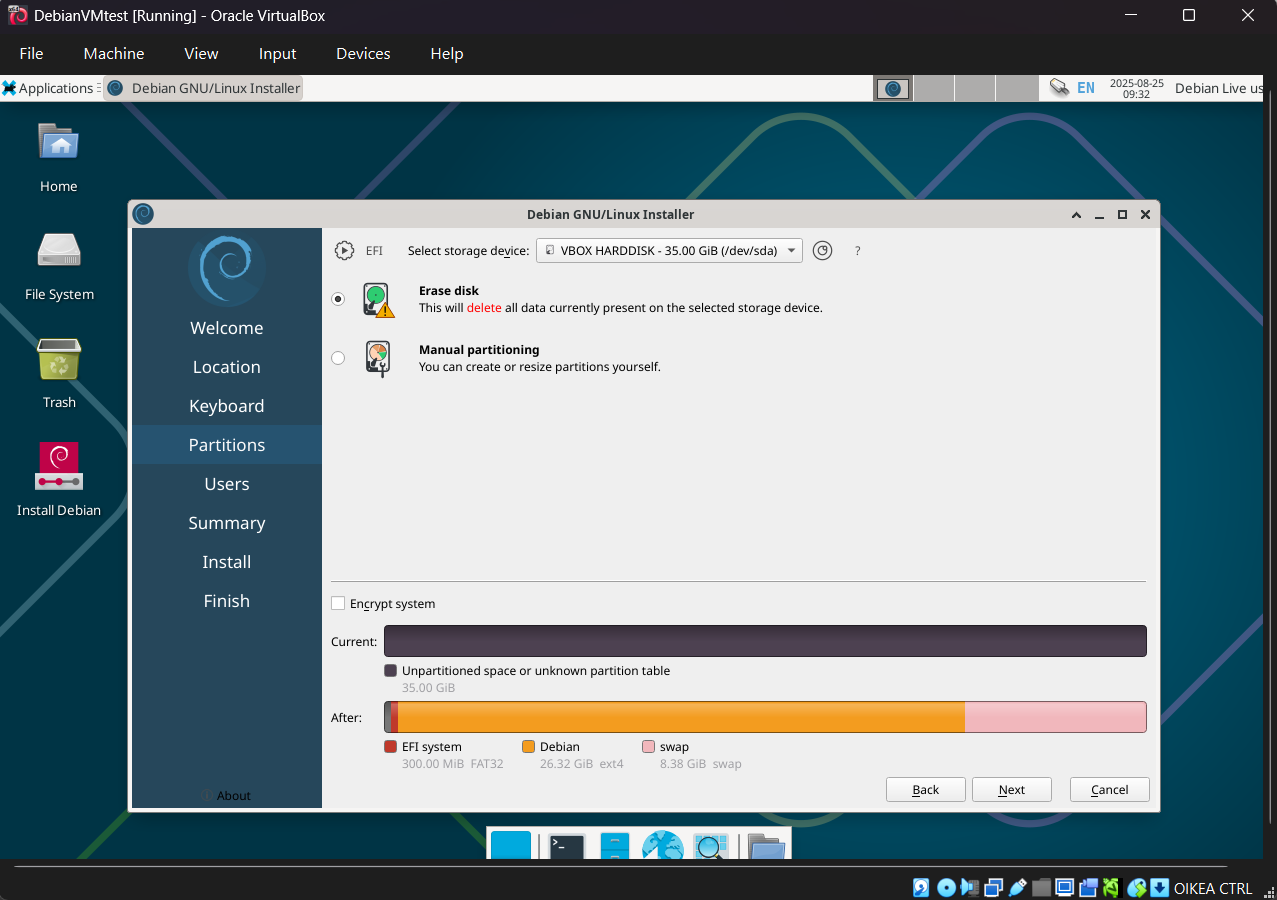 DebianVMtest [Running] - Oracle VirtualBox
File Machine View Input Devices Help
Applications Debian GNU/Linux Installer EN 2025-08-25 09:32 Debian Live us
Home
File System
Trash
Install Debian
Debian GNU/Linux Installer
Welcome
Location
Keyboard
Partitions
Users
Summary
Install
Finish
About
EFI Select storage device: VBOX HARDDISK - 35.00 GiB (/dev/sda) ?
Erase disk
This will delete all data currently present on the selected storage device.
Manual partitioning
You can create or resize partitions yourself.
Encrypt system
Current:
Unpartitioned space or unknown partition table
35.00 GiB
After:
EFI system Debian swap
300.00 MiB FAT32 26.32 GiB ext4 8.38 GiB swap
Back Next Cancel
OIKEA CTRL